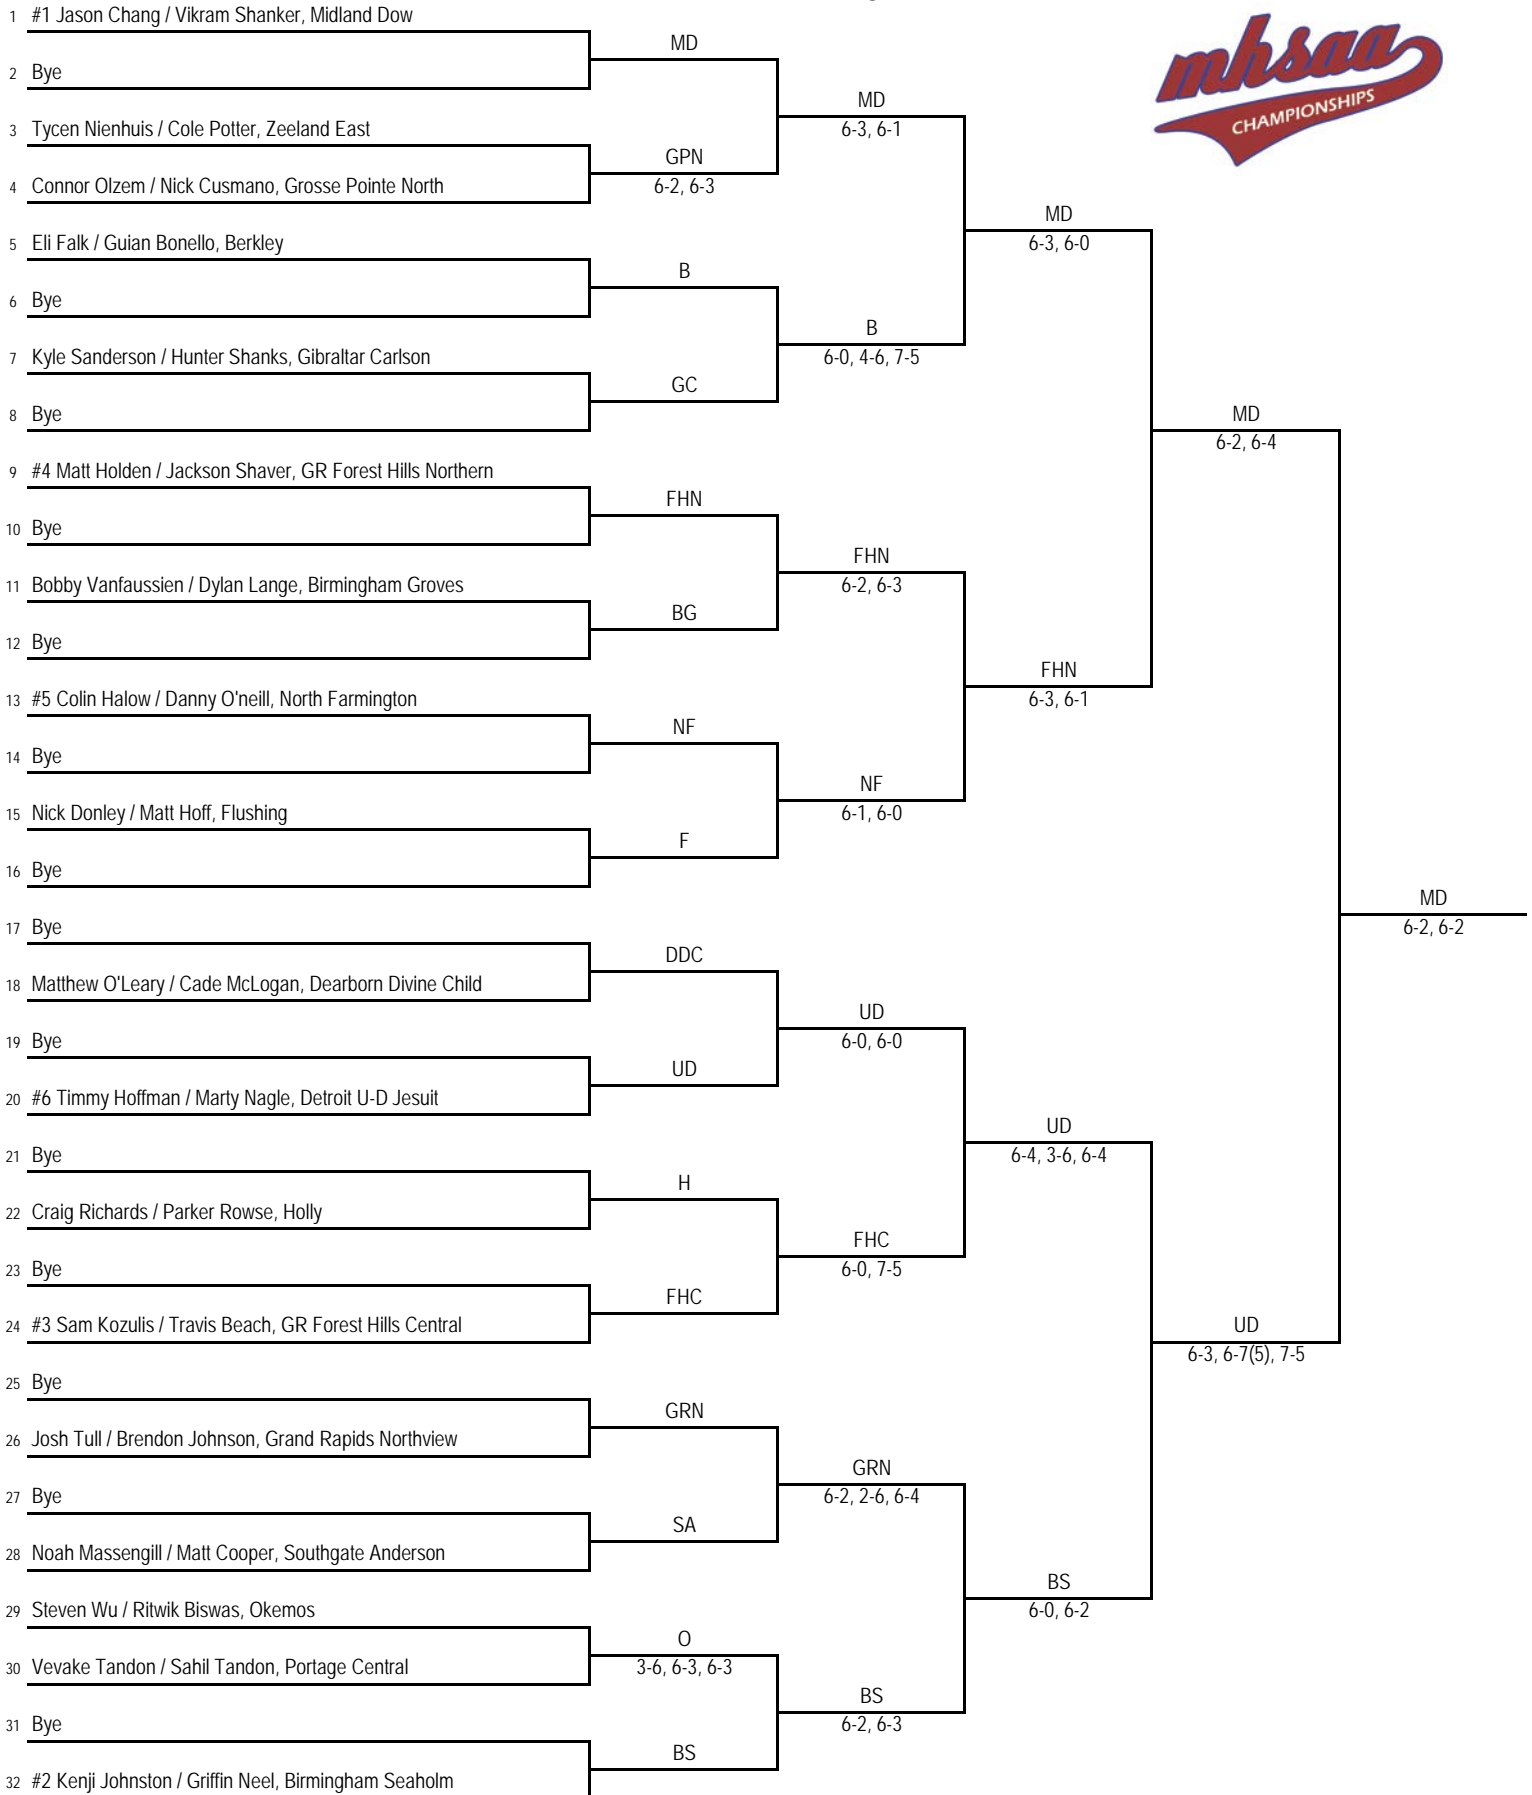 1 #1 Jason Chang / Vikram Shanker, Midland Dow
MD
2 Bye
MD
6-3, 6-1
3 Tycen Nienhuis / Cole Potter, Zeeland East
GPN
6-2, 6-3
4 Connor Olzem / Nick Cusmano, Grosse Pointe North
MD
6-3, 6-0
5 Eli Falk / Guian Bonello, Berkley
B
6 Bye
B
6-0, 4-6, 7-5
7 Kyle Sanderson / Hunter Shanks, Gibraltar Carlson
GC
8 Bye
MD
6-2, 6-4
9 #4 Matt Holden / Jackson Shaver, GR Forest Hills Northern
FHN
10 Bye
FHN
6-2, 6-3
11 Bobby Vanfaussien / Dylan Lange, Birmingham Groves
BG
12 Bye
FHN
6-3, 6-1
13 #5 Colin Halow / Danny O'neill, North Farmington
NF
14 Bye
NF
6-1, 6-0
15 Nick Donley / Matt Hoff, Flushing
F
16 Bye
MD
6-2, 6-2
17 Bye
DDC
18 Matthew O'Leary / Cade McLogan, Dearborn Divine Child
UD
6-0, 6-0
19 Bye
UD
20 #6 Timmy Hoffman / Marty Nagle, Detroit U-D Jesuit
UD
6-4, 3-6, 6-4
21 Bye
H
22 Craig Richards / Parker Rowse, Holly
FHC
6-0, 7-5
23 Bye
FHC
24 #3 Sam Kozulis / Travis Beach, GR Forest Hills Central
UD
6-3, 6-7(5), 7-5
25 Bye
GRN
26 Josh Tull / Brendon Johnson, Grand Rapids Northview
GRN
6-2, 2-6, 6-4
27 Bye
SA
28 Noah Massengill / Matt Cooper, Southgate Anderson
BS
6-0, 6-2
29 Steven Wu / Ritwik Biswas, Okemos
O
3-6, 6-3, 6-3
30 Vevake Tandon / Sahil Tandon, Portage Central
BS
6-2, 6-3
31 Bye
BS
32 #2 Kenji Johnston / Griffin Neel, Birmingham Seaholm
mhsaa
CHAMPIONSHIPS